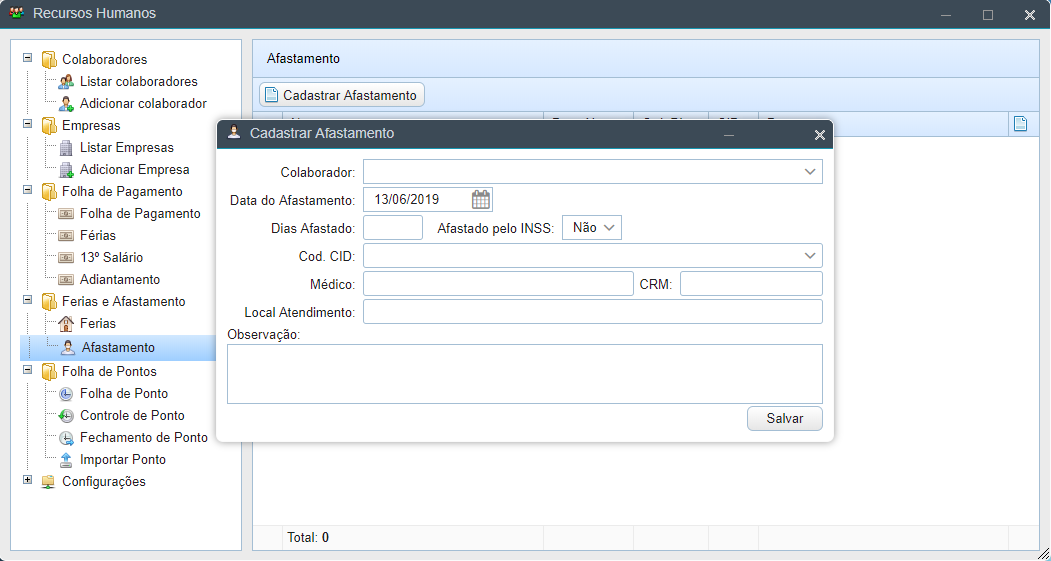 Recursos Humanos
Colaboradores
Listar colaboradores
Adicionar colaborador
Empresas
Listar Empresas
Adicionar Empresa
Folha de Pagamento
Folha de Pagamento
Férias
13º Salário
Adiantamento
Ferias e Afastamento
Ferias
Afastamento
Folha de Pontos
Folha de Ponto
Controle de Ponto
Fechamento de Ponto
Importar Ponto
Configurações
Afastamento
Cadastrar Afastamento
Cadastrar Afastamento
Colaborador:
Data do Afastamento: 13/06/2019
Dias Afastado: Afastado pelo INSS: Não
Cod. CID:
Médico: CRM:
Local Atendimento:
Observação:
Salvar
Total: 0